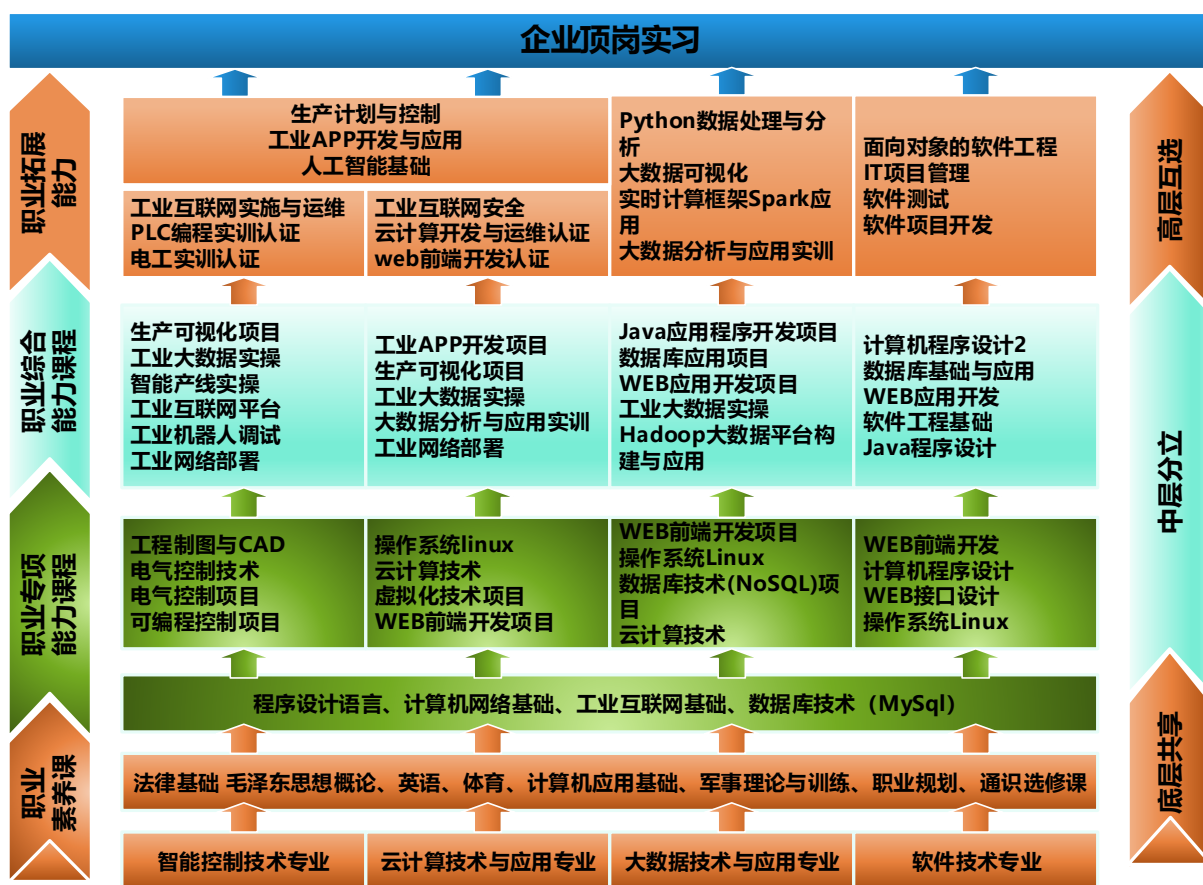 企业顶岗实习
职业拓展
能力
生产计划与控制
工业APP开发与应用
人工智能基础
工业互联网实施与运维
PLC编程实训认证
电工实训认证
工业互联网安全
云计算开发与运维认证
web前端开发认证
Python数据处理与分
析
大数据可视化
实时计算框架Spark应
用
大数据分析与应用实训
面向对象的软件工程
IT项目管理
软件测试
软件项目开发
高层互选
职业综合
能力课程
生产可视化项目
工业大数据实操
智能产线实操
工业互联网平台
工业机器人调试
工业网络部署
工业APP开发项目
生产可视化项目
工业大数据实操
大数据分析与应用实训
工业网络部署
Java应用程序开发项目
数据库应用项目
WEB应用开发项目
工业大数据实操
Hadoop大数据平台构
建与应用
计算机程序设计2
数据库基础与应用
WEB应用开发
软件工程基础
Java程序设计
中层分立
职业专项
能力课程
工程制图与CAD
电气控制技术
电气控制项目
可编程控制项目
操作系统linux
云计算技术
虚拟化技术项目
WEB前端开发项目
WEB前端开发项目
操作系统Linux
数据库技术(NoSQL)项
目
云计算技术
WEB前端开发
计算机程序设计
WEB接口设计
操作系统Linux
程序设计语言、计算机网络基础、工业互联网基础、数据库技术（MySql）
职业
素养课
法律基础 毛泽东思想概论、英语、体育、计算机应用基础、军事理论与训练、职业规划、通识选修课
底层共享
智能控制技术专业
云计算技术与应用专业
大数据技术与应用专业
软件技术专业